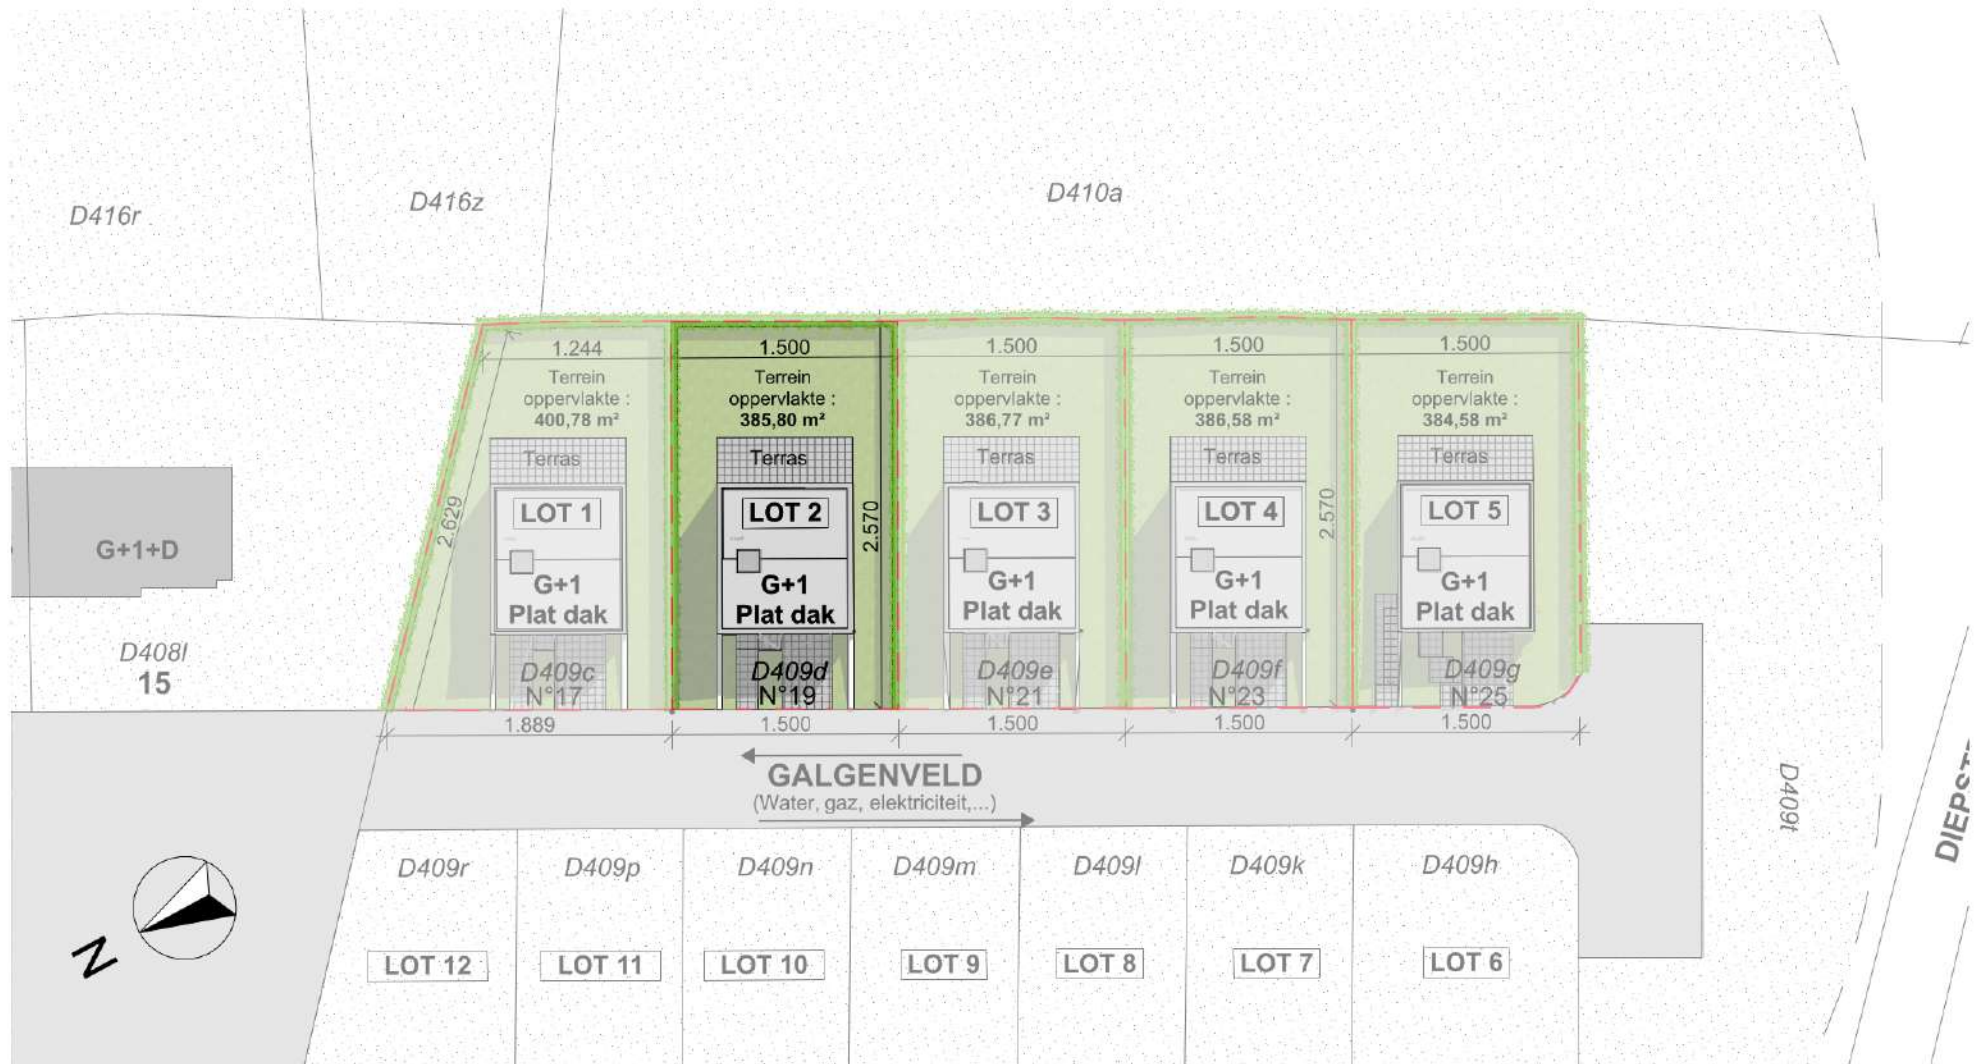 D416r
D416z
D410a
1.244
1.500
1.500
1.500
1.500
Terrein
oppervlakte :
400,78 m²
Terrein
oppervlakte :
385,80 m²
Terrein
oppervlakte :
386,77 m²
Terrein
oppervlakte :
386,58 m²
Terrein
oppervlakte :
384,58 m²
Terras
Terras
Terras
Terras
Terras
2.629
LOT 1
LOT 2
2.570
LOT 3
LOT 4
2.570
LOT 5
G+1+D
G+1
Plat dak
G+1
Plat dak
G+1
Plat dak
G+1
Plat dak
G+1
Plat dak
D408l
15
D409c
N°17
D409d
N°19
D409e
N°21
D409f
N°23
D409g
N°25
1.889
1.500
1.500
1.500
1.500
GALGENVELD
(Water, gaz, elektriciteit,...)
D409t
D409r
D409p
D409n
D409m
D409l
D409k
D409h
N
LOT 12
LOT 11
LOT 10
LOT 9
LOT 8
LOT 7
LOT 6